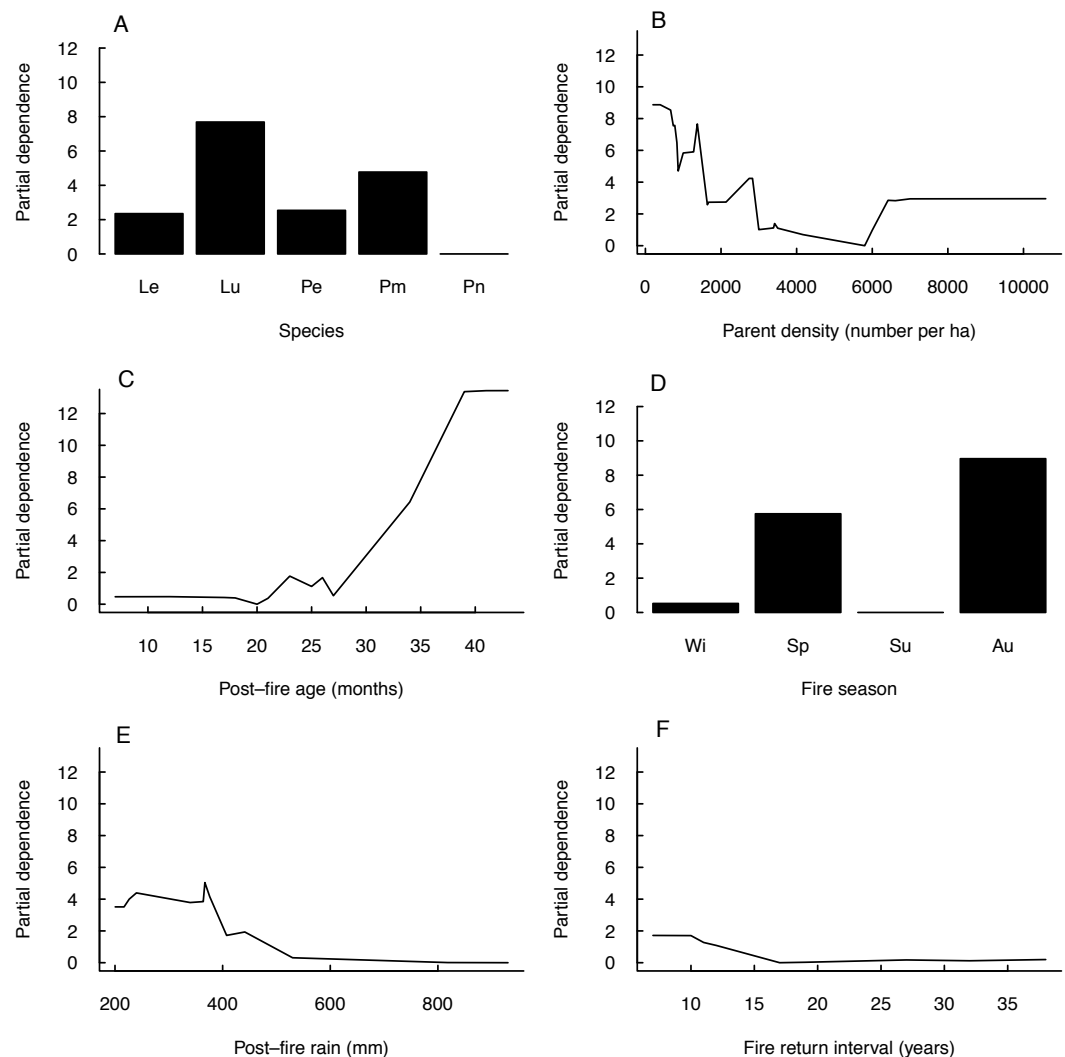 A
Partial dependence
12
10
8
6
4
2
0
Le Lu Pe Pm Pn
Species
B
Partial dependence
12
10
8
6
4
2
0
0 2000 4000 6000 8000 10000
Parent density (number per ha)
C
Partial dependence
12
10
8
6
4
2
0
10 15 20 25 30 35 40
Post–fire age (months)
D
Partial dependence
12
10
8
6
4
2
0
Wi Sp Su Au
Fire season
E
Partial dependence
12
10
8
6
4
2
0
200 400 600 800
Post–fire rain (mm)
F
Partial dependence
12
10
8
6
4
2
0
10 15 20 25 30 35
Fire return interval (years)